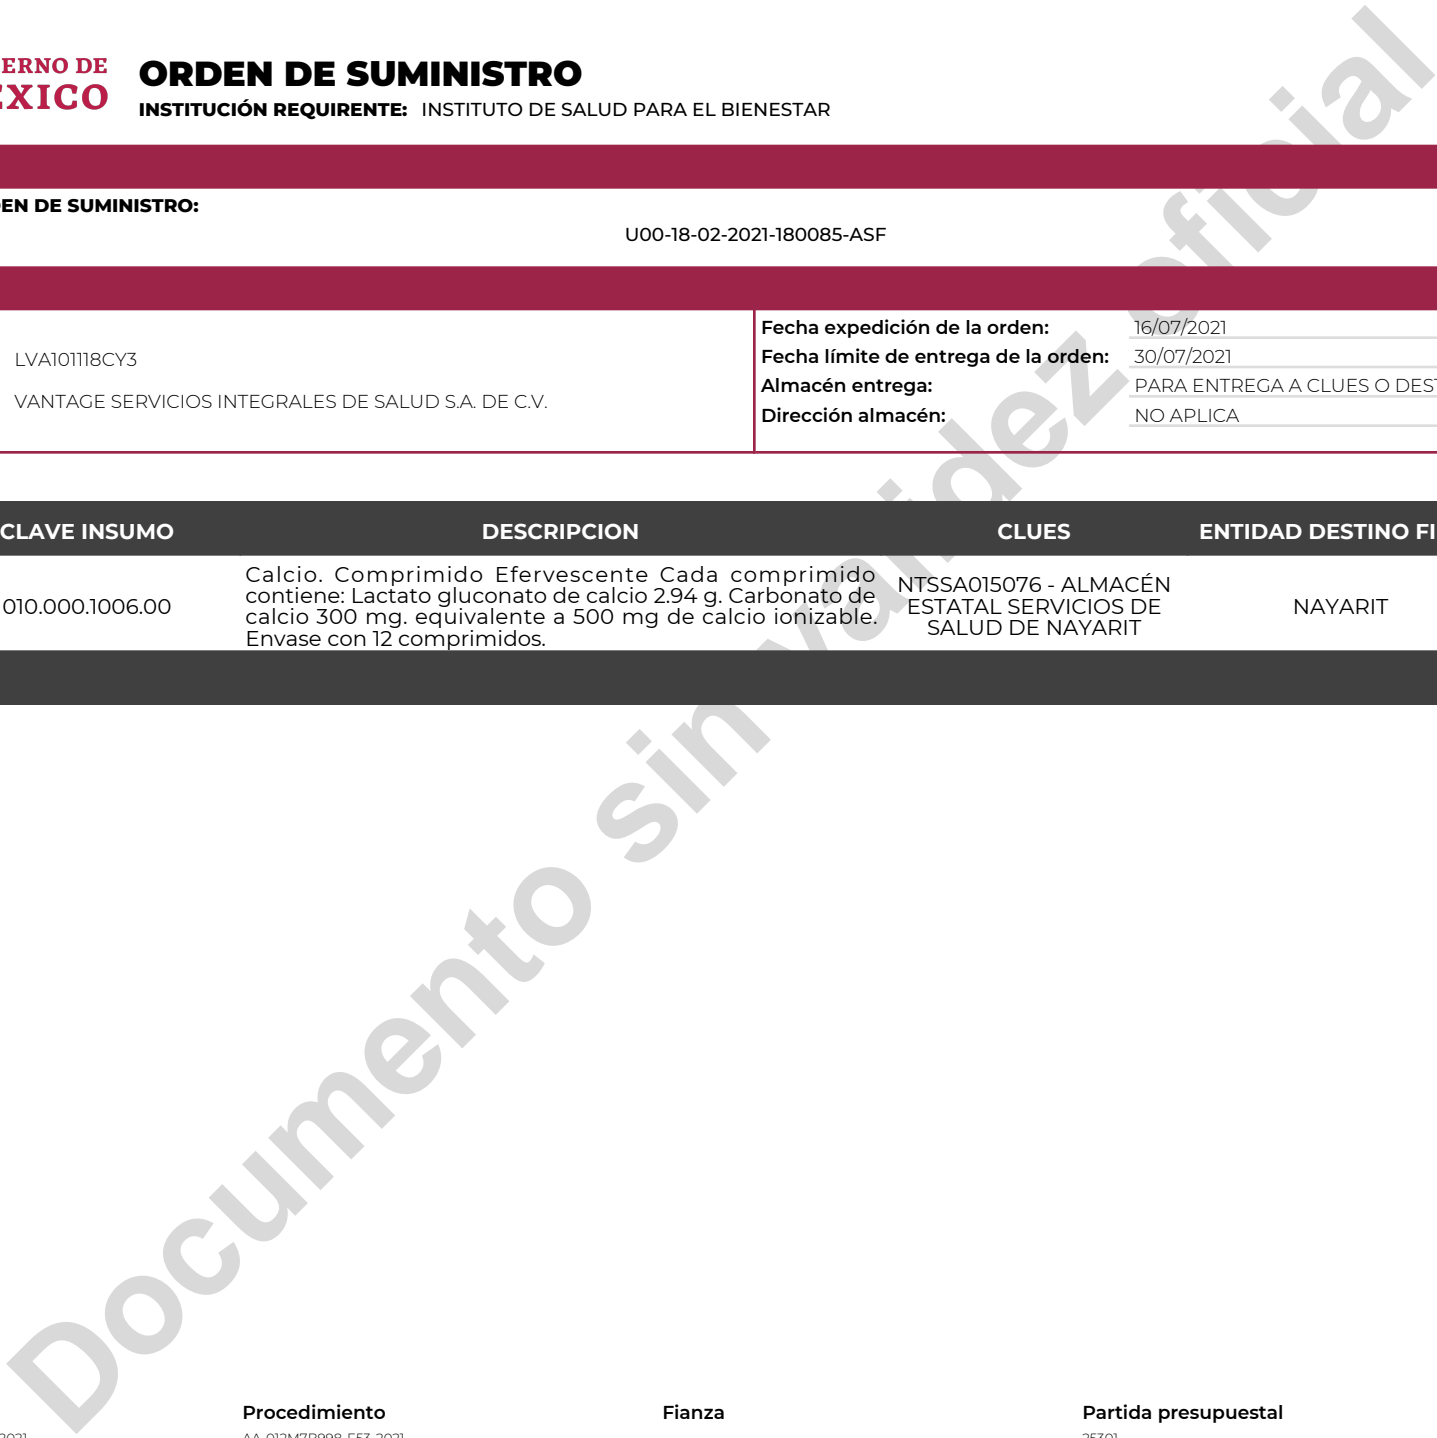 ERNO DE
EXICO
ORDEN DE SUMINISTRO
INSTITUCIÓN REQUIRENTE: INSTITUTO DE SALUD PARA EL BIENESTAR
EN DE SUMINISTRO:
U00-18-02-2021-180085-ASF
LVA101118CY3
VANTAGE SERVICIOS INTEGRALES DE SALUD S.A. DE C.V.
Fecha expedición de la orden: 16/07/2021
Fecha límite de entrega de la orden: 30/07/2021
Almacén entrega: PARA ENTREGA A CLUES O DEST
Dirección almacén: NO APLICA
CLAVE INSUMO DESCRIPCION CLUES ENTIDAD DESTINO FI
010.000.1006.00
Calcio. Comprimido Efervescente Cada comprimido
contiene: Lactato gluconato de calcio 2.94 g. Carbonato de
calcio 300 mg. equivalente a 500 mg de calcio ionizable.
Envase con 12 comprimidos.
NTSSA015076 - ALMACÉN
ESTATAL SERVICIOS DE
SALUD DE NAYARIT
NAYARIT
Documento sin validez oficial
Procedimiento Fianza Partida presupuestal